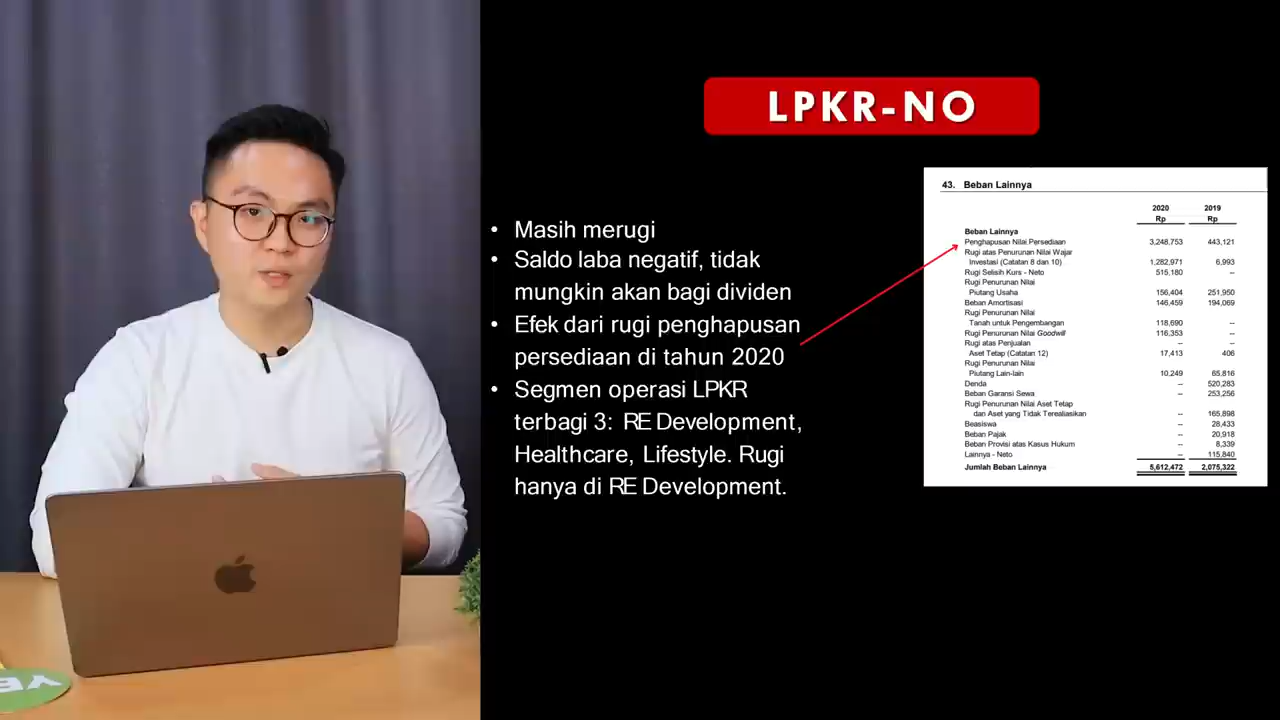 LPKR-NO
• Masih merugi
• Saldo laba negatif, tidak
mungkin akan bagi dividen
• Efek dari rugi penghapusan
persediaan di tahun 2020
• Segmen operasi LPKR
terbagi 3: RE Development,
Healthcare, Lifestyle. Rugi
hanya di RE Development.
43. Beban Lainnya
2020 2019
Rp Rp
Beban Lainnya
Penghapusan Nilai Persediaan 3,248,753 443,121
Rugi atas Penurunan Nilai Wajar
Investasi (Catatan 8 dan 10) 1,282,971 6,993
Rugi Selisih Kurs - Neto 515,180 --
Rugi Penurunan Nilai
Piutang Usaha 156,404 251,950
Beban Amortisasi 146,459 194,069
Rugi Penurunan Nilai
Tanah untuk Pengembangan 118,690 --
Rugi Penurunan Nilai Goodwill 116,353 --
Rugi atas Penjualan -- --
Aset Tetap (Catatan 12) 17,413 406
Rugi Penurunan Nilai
Piutang Lain-lain 10,249 65,816
Denda -- 520,283
Beban Garansi Sewa -- 253,256
Rugi Penurunan Nilai Aset Tetap
dan Aset yang Tidak Terealiasikan -- 165,898
Beasiswa -- 28,433
Beban Pajak -- 20,918
Beban Provisi atas Kasus Hukum -- 8,339
Lainnya - Neto -- 115,840
Jumlah Beban Lainnya 5,612,472 2,075,322
YE